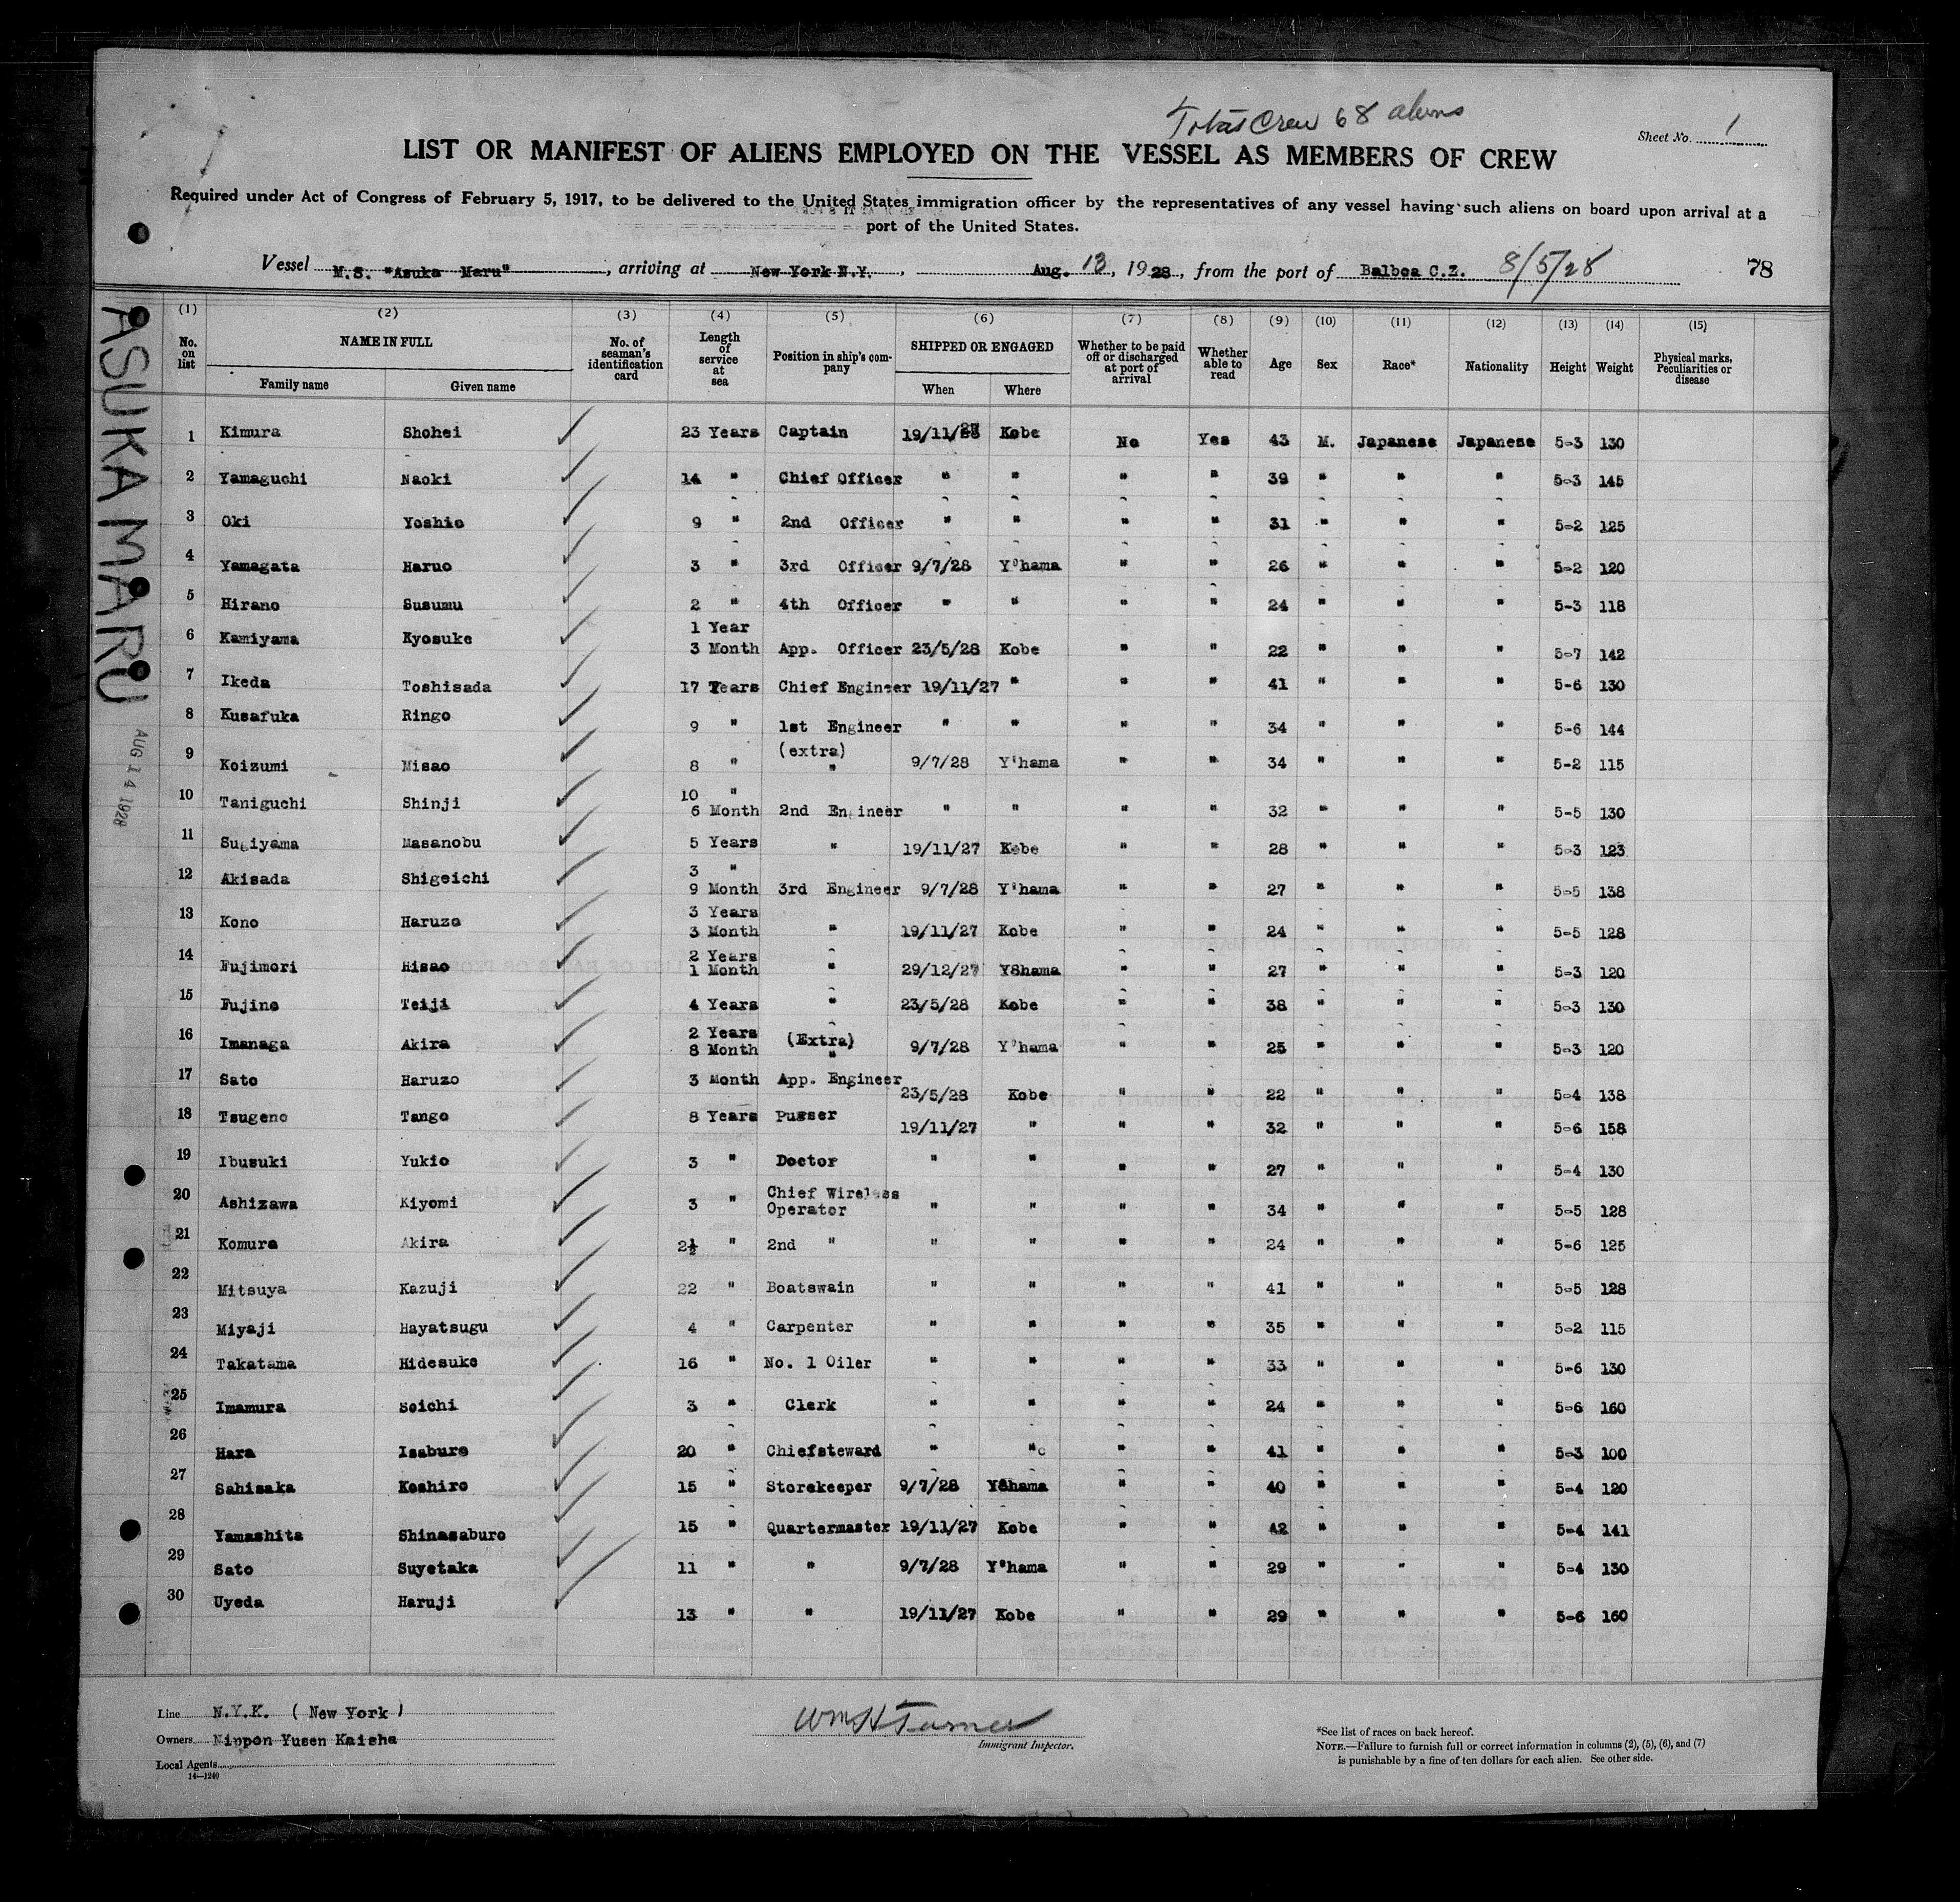 Total Crew 68 aliens
Sheet No. 1
LIST OR MANIFEST OF ALIENS EMPLOYED ON THE VESSEL AS MEMBERS OF CREW
Required under Act of Congress of February 5, 1917, to be delivered to the United States immigration officer by the representatives of any vessel having such aliens on board upon arrival at a
port of the United States.
Vessel M.S. "Asuka Maru", arriving at New York N.Y., Aug. 13, 1928, from the port of Balboa C.Z. 8/5/28 78
ASUKA MARU
AUG 14 1928
(1) (2) (3) (4) (5) (6) (7) (8) (9) (10) (11) (12) (13) (14) (15)
No. on list NAME IN FULL Family name Given name No. of seaman's identification card Length of service at sea Position in ship's company SHIPPED OR ENGAGED When Where Whether to be paid off or discharged at port of arrival Whether able to read Age Sex Race* Nationality Height Weight Physical marks, Peculiarities or disease
1 Kimura Shohei 23 Years Captain 19/11/27 Kobe No Yes 43 M. Japanese Japanese 5-3 130
2 Yamaguchi Naoki 14 " Chief Officer " " " " 39 " " " 5-3 145
3 Oki Yoshio 9 " 2nd Officer " " " " 31 " " " 5-2 125
4 Yamagata Haruo 3 " 3rd Officer 9/7/28 Y'hama " " 26 " " " 5-2 120
5 Hirano Susumu 2 " 4th Officer " " " " 24 " " " 5-3 118
6 Kamiyama Kyosuke 1 Year 3 Month App. Officer 23/5/28 Kobe " " 22 " " " 5-7 142
7 Ikeda Toshisada 17 Years Chief Engineer 19/11/27 " " " 41 " " " 5-6 130
8 Kusafuka Ringo 9 " 1st Engineer " " " " 34 " " " 5-6 144
9 Koizumi Misao 8 " (extra) " 9/7/28 Y'hama " " 34 " " " 5-2 115
10 Taniguchi Shinji 10 " 6 Month 2nd Engineer " " " " 32 " " " 5-5 130
11 Sugiyama Masanobu 5 Years " 19/11/27 Kobe " " 28 " " " 5-3 123
12 Akisada Shigeichi 3 " 9 Month 3rd Engineer 9/7/28 Y'hama " " 27 " " " 5-5 138
13 Kono Haruzo 3 Years 3 Month " 19/11/27 Kobe " " 24 " " " 5-5 128
14 Fujimori Hisao 2 Years 1 Month " 29/12/27 Y'hama " " 27 " " " 5-3 120
15 Fujino Teiji 4 Years " 23/5/28 Kobe " " 38 " " " 5-3 130
16 Imanaga Akira 2 Years 8 Month (Extra) " 9/7/28 Y'hama " " 25 " " " 5-3 120
17 Sato Haruzo 3 Month App. Engineer 23/5/28 Kobe " " 22 " " " 5-4 138
18 Tsugeno Tango 8 Years Purser 19/11/27 " " " 32 " " " 5-6 158
19 Ibusuki Yukio 3 " Doctor " " " " 27 " " " 5-4 130
20 Ashizawa Kiyomi 3 " Chief Wireless Operator " " " " 34 " " " 5-5 128
21 Komura Akira 2½ " 2nd " " " " " 24 " " " 5-6 125
22 Mitsuya Kazuji 22 " Boatswain " " " " 41 " " " 5-5 128
23 Miyaji Hayatsugu 4 " Carpenter " " " " 35 " " " 5-2 115
24 Takatama Hidesuke 16 " No. 1 Oiler " " " " 33 " " " 5-6 130
25 Imamura Seichi 3 " Clerk " " " " 24 " " " 5-6 160
26 Hara Isaburo 20 " Chiefsteward " " " " 41 " " " 5-3 100
27 Sahisaka Koshiro 15 " Storekeeper 9/7/28 Y'hama " " 40 " " " 5-4 120
28 Yamashita Shinasaburo 15 " Quartermaster 19/11/27 Kobe " " 42 " " " 5-4 141
29 Sato Suyetaka 11 " " 9/7/28 Y'hama " " 29 " " " 5-4 130
30 Uyeda Haruji 13 " " 19/11/27 Kobe " " 29 " " " 5-6 160
Line N.Y.K. ( New York )
Owners Nippon Yusen Kaisha
Local Agents
14—1240
Wm H Turner
Immigrant Inspector.
*See list of races on back hereof.
NOTE.—Failure to furnish full or correct information in columns (2), (5), (6), and (7)
is punishable by a fine of ten dollars for each alien. See other side.